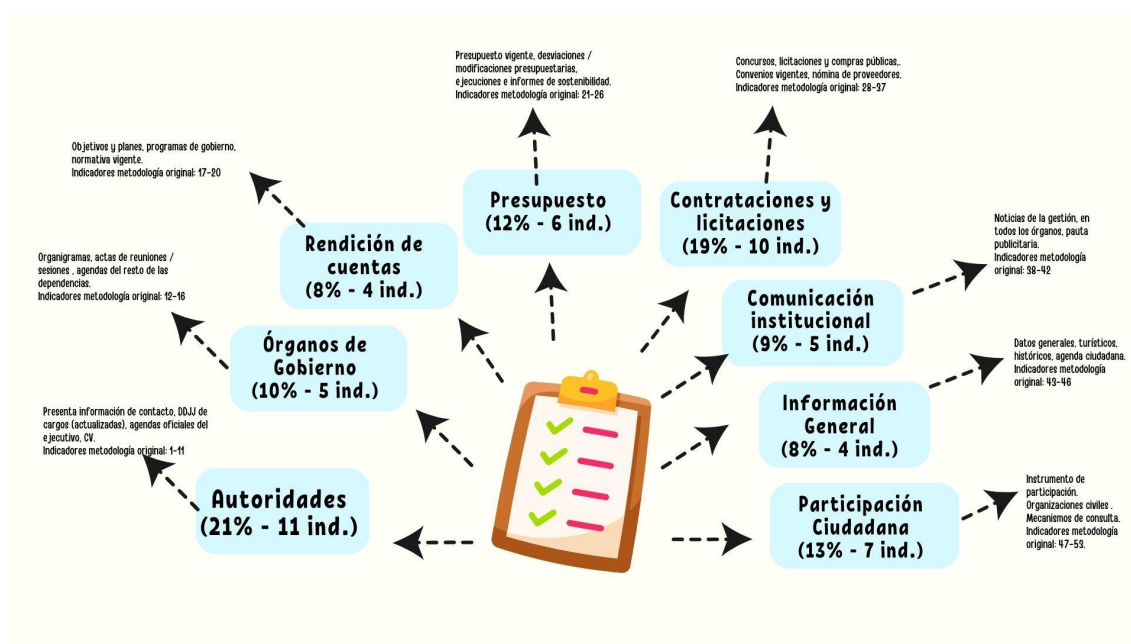 Presupuesto vigente, desviaciones /
modificaciones presupuestarias,
ejecuciones e informes de sostenibilidad.
Indicadores metodología original: 21-26
Concursos, licitaciones y compras públicas,.
Convenios vigentes, nómina de proveedores.
Indicadores metodología original: 28-37
Objetivos y planes, programas de gobierno,
normativa vigente.
Indicadores metodología original: 17-20
Presupuesto
(12% - 6 ind.)
Contrataciones y
licitaciones
(19% - 10 ind.)
Rendición de
cuentas
(8% - 4 ind.)
Noticias de la gestión, en
todos los órganos, pauta
publicitaria.
Indicadores metodología
original: 38-42
Organigramas, actas de reuniones /
sesiones , agendas del resto de las
dependencias.
Indicadores metodología original: 12-16
Comunicación
institucional
(9% - 5 ind.)
Órganos de
Gobierno
(10% - 5 ind.)
Datos generales, turísticos,
históricos, agenda ciudadana.
Indicadores metodología
original: 43-46
Información
General
(8% - 4 ind.)
Presenta información de contacto, DDJJ de
cargos (actualizadas), agendas oficiales del
ejecutivo, CV.
Indicadores metodología original: 1-11
Autoridades
(21% - 11 ind.)
Participación
Ciudadana
(13% - 7 ind.)
Instrumento de
participación.
Organizaciones civiles .
Mecanismos de consulta.
Indicadores metodología
original: 47-53.